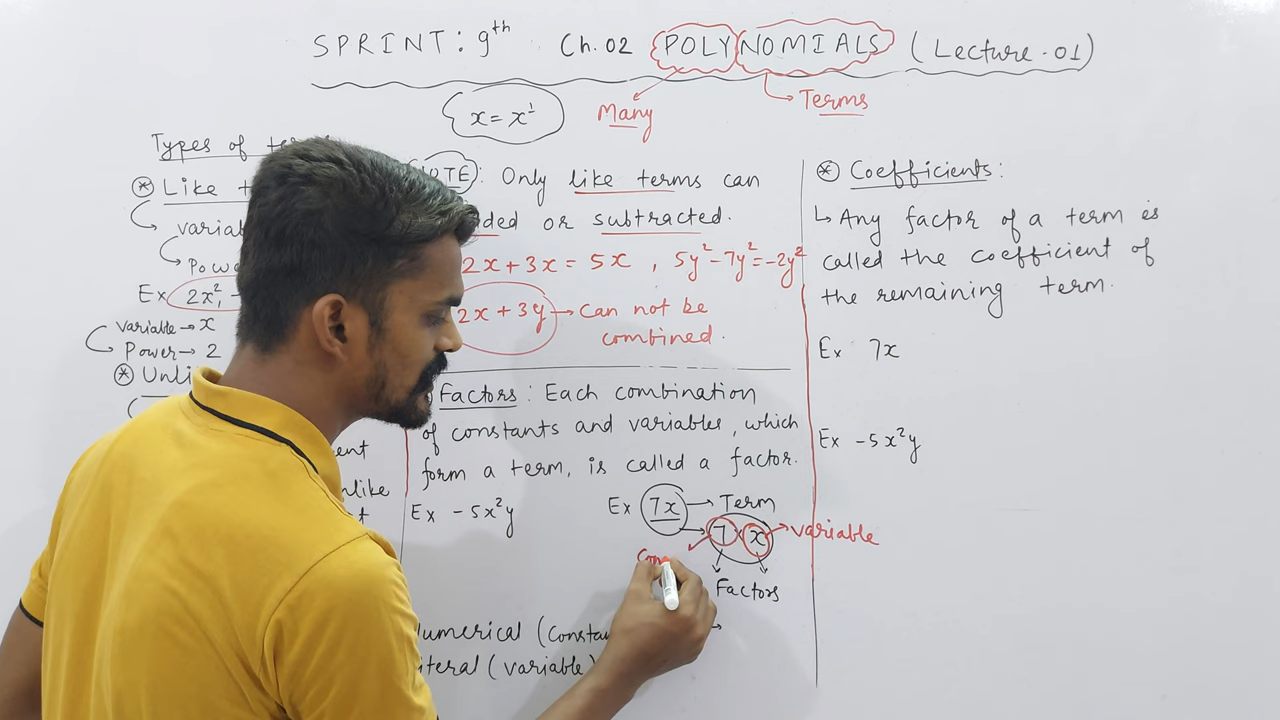 SPRINT: 9th Ch. 02 POLYNOMIALS (Lecture-01)
x = x¹
Many
Terms
Types of
* Like
variab
Powe
Ex 2x²,
variable → x
Power → 2
* Unli
ent
nlike
NOTE: Only like terms can
or subtracted.
2x+3x = 5x , 5y²-7y²=-2y²
2x + 3y → Can not be
combined.
Factors: Each combination
of constants and variables, which
form a term, is called a factor.
Ex -5x²y
Ex 7x → Term
7 x → variable
Con
Factors
umerical (Consta
iteral (variable)
* Coefficients:
↳ Any factor of a term is
called the coefficient of
the remaining term.
Ex 7x
Ex -5x²y